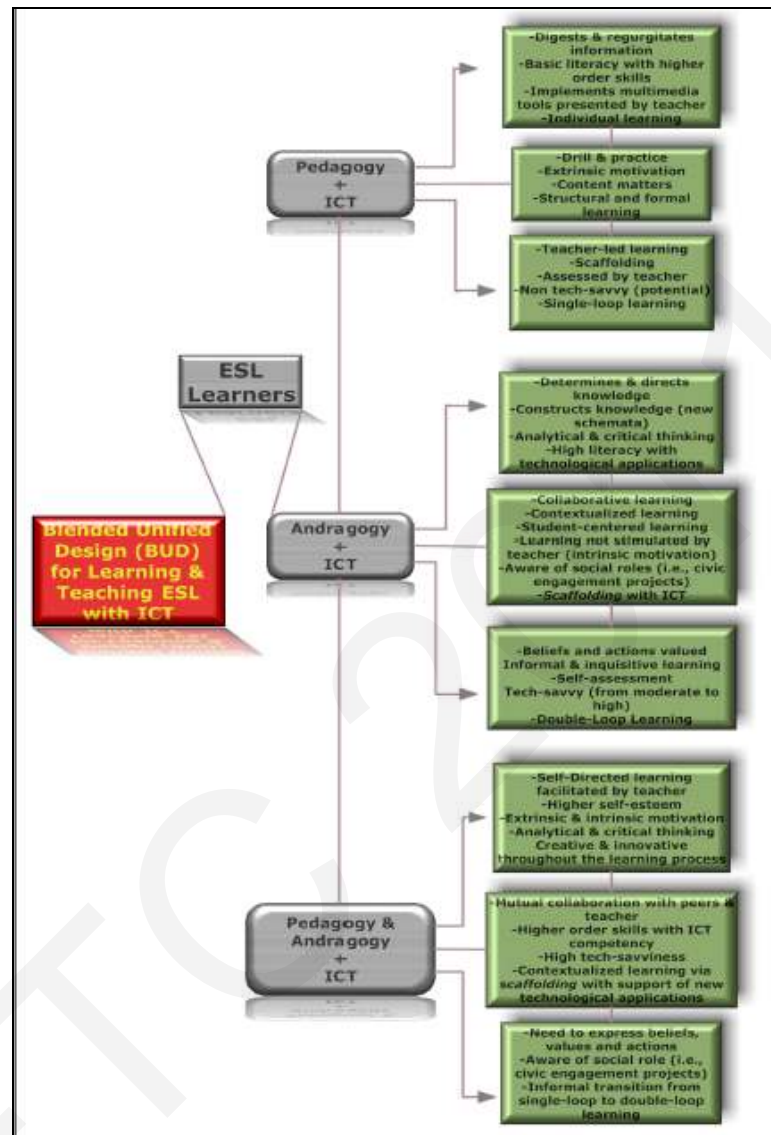 -Digests & regurgitates
information
-Basic literacy with higher
order skills
-Implements multimedia
tools presented by teacher
-Individual learning
Pedagogy
+
ICT
-Drill & practice
-Extrinsic motivation
-Content matters
-Structural and formal
learning
-Teacher-led learning
-Scaffolding
-Assessed by teacher
-Non tech-savvy (potential)
-Single-loop learning
ESL
Learners
-Determines & directs
knowledge
-Constructs knowledge (new
schemata)
-Analytical & critical thinking
-High literacy with
technological applications
Blended Unified
Design (BUD)
for Learning &
Teaching ESL
with ICT
Andragogy
+
ICT
-Collaborative learning
-Contextualized learning
-Student-centered learning
-Learning not stimulated by
teacher (intrinsic motivation)
-Aware of social roles (i.e., civic
engagement projects)
-Scaffolding with ICT
-Beliefs and actions valued
Informal & inquisitive learning
-Self-assessment
Tech-savvy (from moderate to
high)
-Double-Loop Learning
-Self-Directed learning
facilitated by teacher
-Higher self-esteem
-Extrinsic & intrinsic motivation
-Analytical & critical thinking
Creative & innovative
throughout the learning process
Pedagogy &
Andragogy
+
ICT
-Mutual collaboration with peers &
teacher
-Higher order skills with ICT
competency
-High tech-savviness
-Contextualized learning via
scaffolding with support of new
technological applications
-Need to express beliefs,
values and actions
-Aware of social role (i.e.,
civic engagement projects)
-Informal transition from
single-loop to double-loop
learning